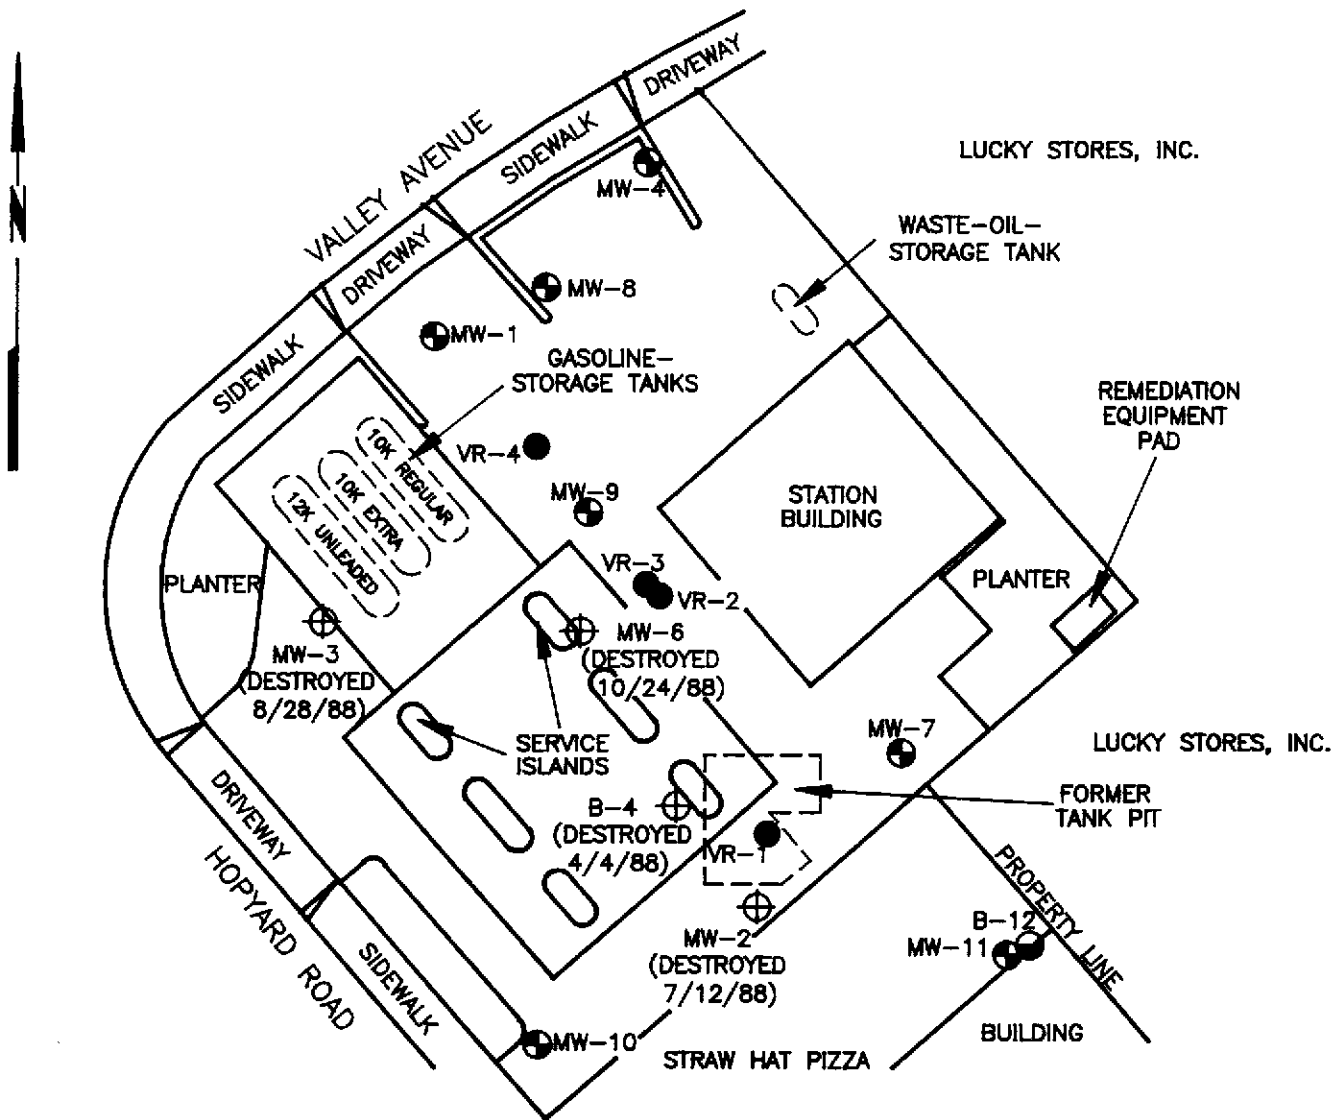 DRIVEWAY
VALLEY AVENUE
SIDEWALK
LUCKY STORES, INC.
MW-4
N
WASTE-OIL-
STORAGE TANK
DRIVEWAY
MW-8
MW-1
SIDEWALK
GASOLINE-
STORAGE TANKS
REMEDIATION
EQUIPMENT
PAD
VR-4
10K REGULAR
10K EXTRA
12K UNLEADED
MW-9
STATION
BUILDING
PLANTER
VR-3
VR-2
PLANTER
MW-3
(DESTROYED
8/28/88)
MW-6
(DESTROYED
10/24/88)
SERVICE
ISLANDS
MW-7
LUCKY STORES, INC.
DRIVEWAY
B-4
(DESTROYED
4/4/88)
FORMER
TANK PIT
VR-1
HOPYARD ROAD
PROPERTY LINE
SIDEWALK
MW-2
(DESTROYED
7/12/88)
B-12
MW-11
MW-10
STRAW HAT PIZZA
BUILDING